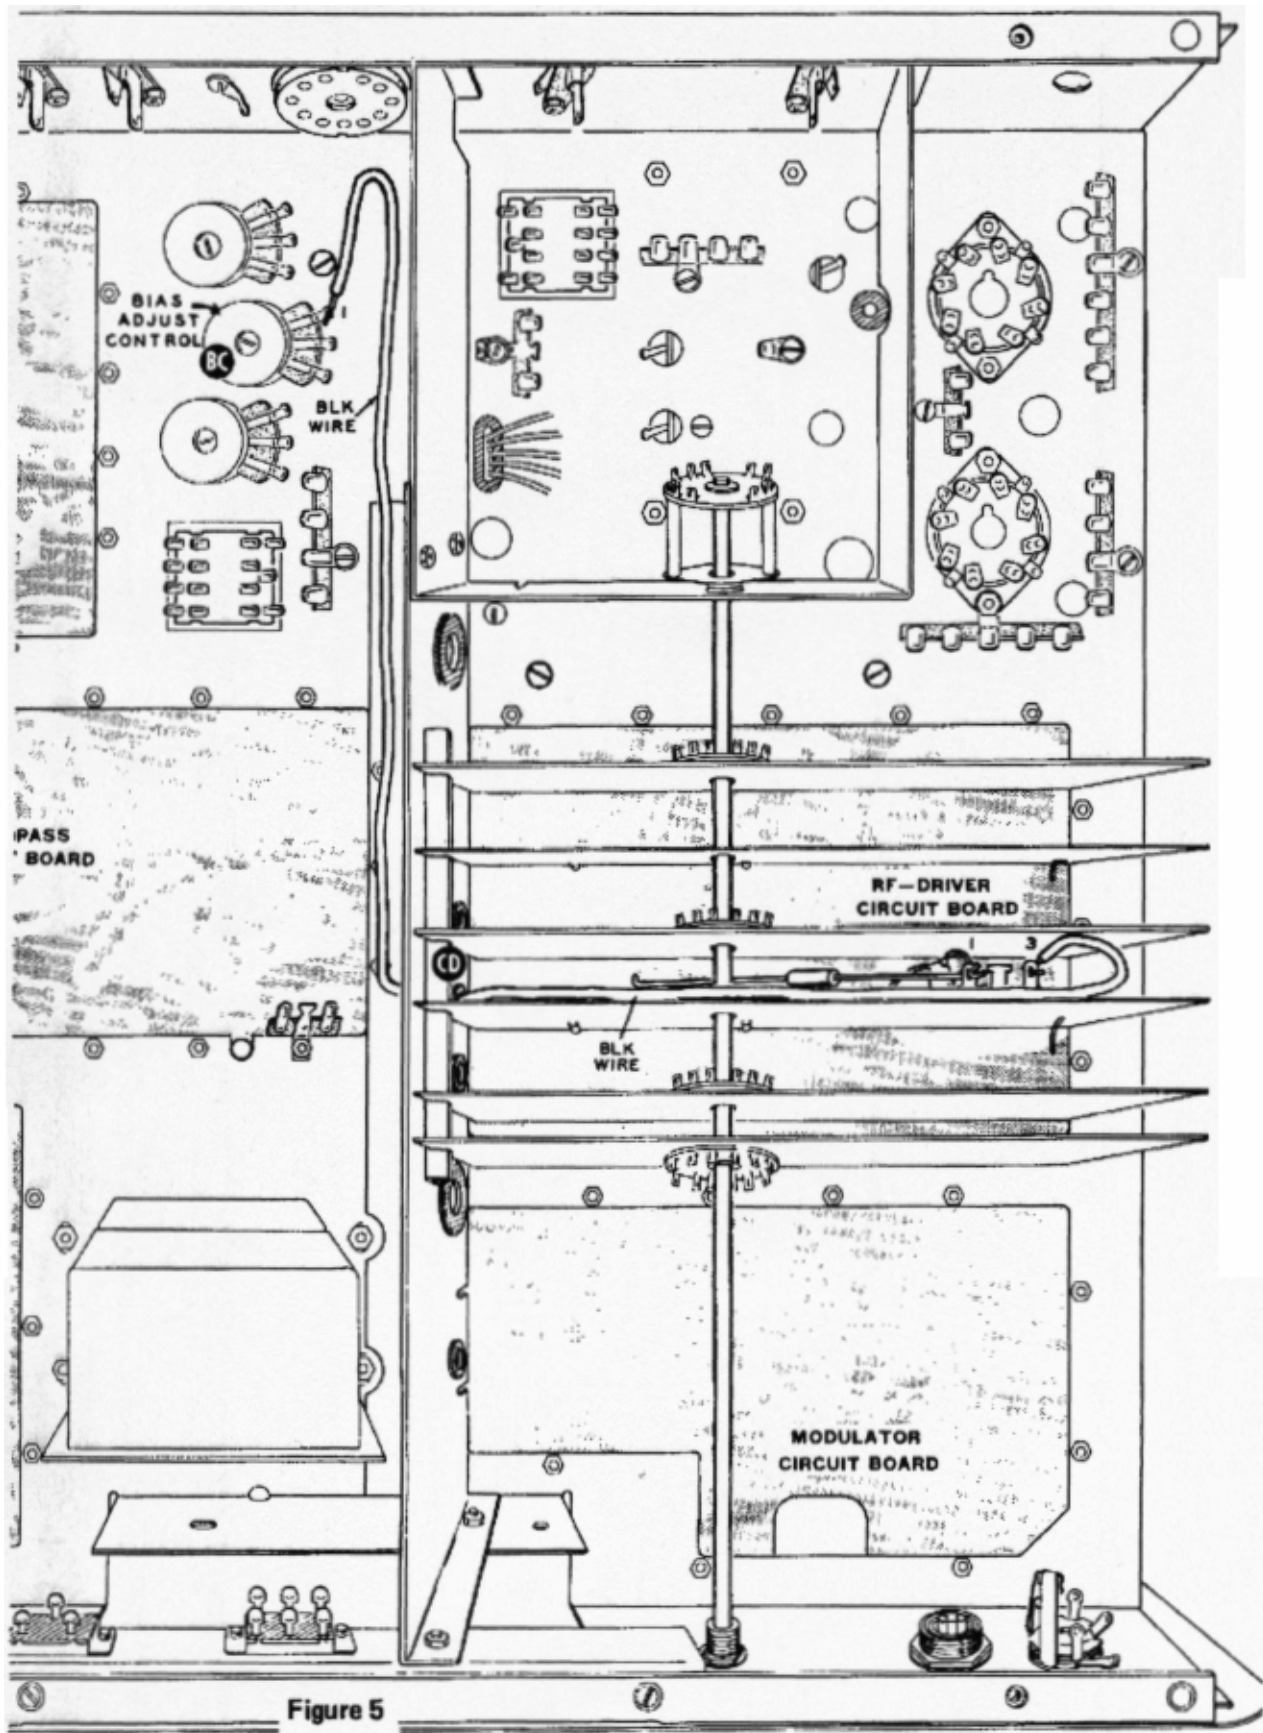 BIAS
ADJUST
CONTROL
BC
1
BLK
WIRE
PASS
BOARD
RF-DRIVER
CIRCUIT BOARD
1
3
BLK
WIRE
MODULATOR
CIRCUIT BOARD
Figure 5